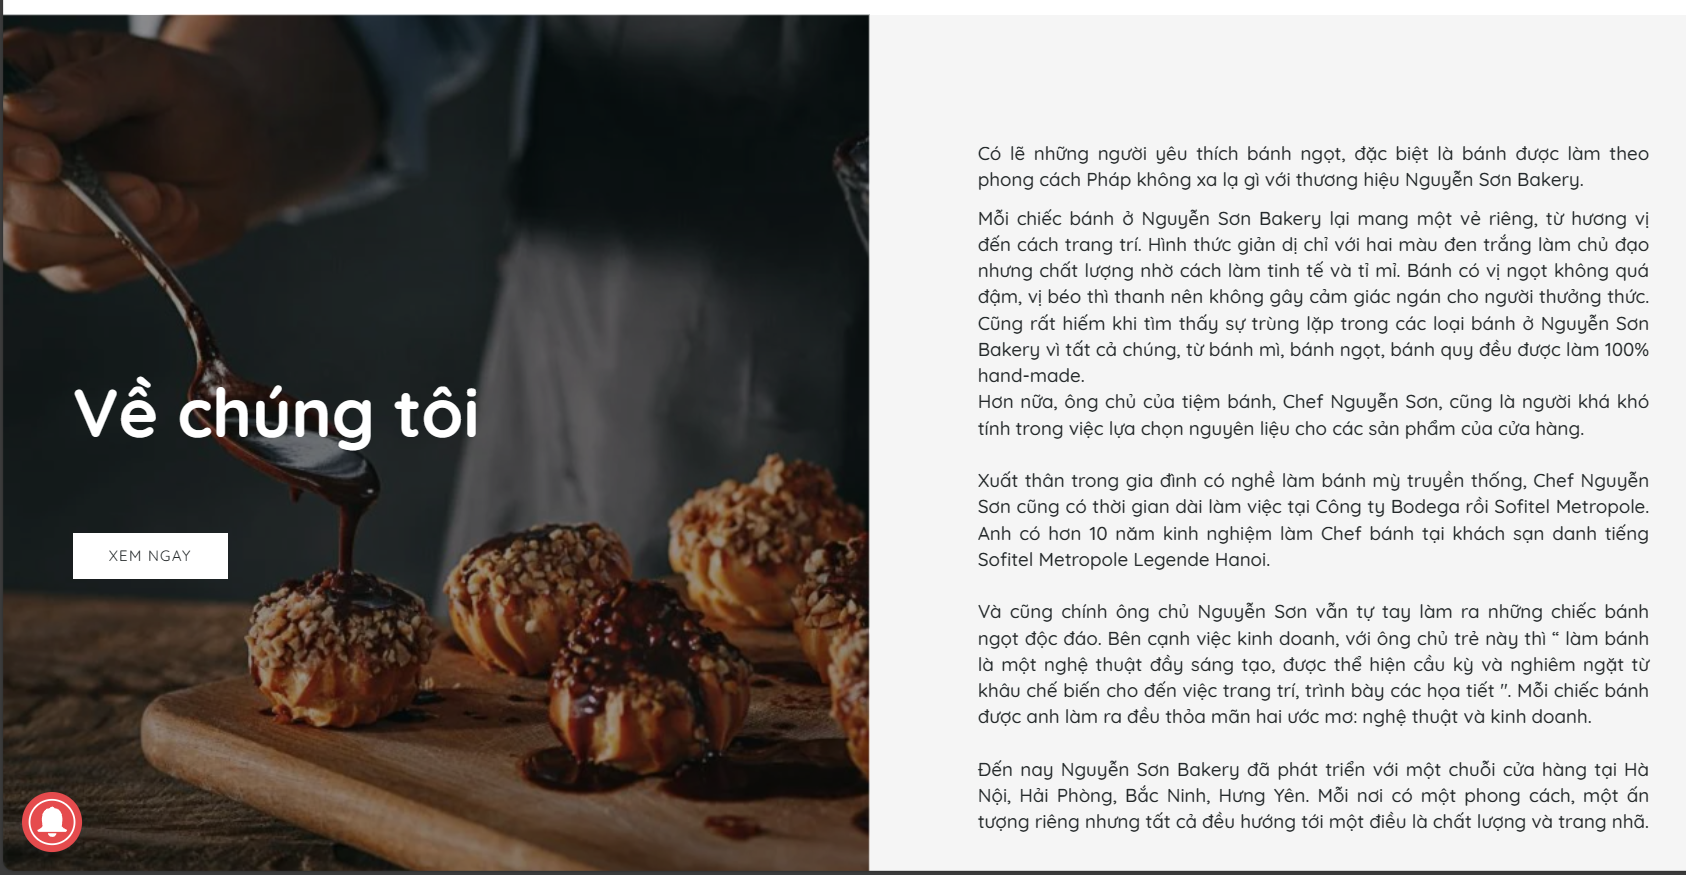 Về chúng tôi
XEM NGAY
Có lẽ những người yêu thích bánh ngọt, đặc biệt là bánh được làm theo
phong cách Pháp không xa lạ gì với thương hiệu Nguyễn Sơn Bakery.
Mỗi chiếc bánh ở Nguyễn Sơn Bakery lại mang một vẻ riêng, từ hương vị
đến cách trang trí. Hình thức giản dị chỉ với hai màu đen trắng làm chủ đạo
nhưng chất lượng nhờ cách làm tinh tế và tỉ mỉ. Bánh có vị ngọt không quá
đậm, vị béo thì thanh nên không gây cảm giác ngán cho người thưởng thức.
Cũng rất hiếm khi tìm thấy sự trùng lặp trong các loại bánh ở Nguyễn Sơn
Bakery vì tất cả chúng, từ bánh mì, bánh ngọt, bánh quy đều được làm 100%
hand-made.
Hơn nữa, ông chủ của tiệm bánh, Chef Nguyễn Sơn, cũng là người khá khó
tính trong việc lựa chọn nguyên liệu cho các sản phẩm của cửa hàng.
Xuất thân trong gia đình có nghề làm bánh mỳ truyền thống, Chef Nguyễn
Sơn cũng có thời gian dài làm việc tại Công ty Bodega rồi Sofitel Metropole.
Anh có hơn 10 năm kinh nghiệm làm Chef bánh tại khách sạn danh tiếng
Sofitel Metropole Legende Hanoi.
Và cũng chính ông chủ Nguyễn Sơn vẫn tự tay làm ra những chiếc bánh
ngọt độc đáo. Bên cạnh việc kinh doanh, với ông chủ trẻ này thì “ làm bánh
là một nghệ thuật đầy sáng tạo, được thể hiện cầu kỳ và nghiêm ngặt từ
khâu chế biến cho đến việc trang trí, trình bày các họa tiết ". Mỗi chiếc bánh
được anh làm ra đều thỏa mãn hai ước mơ: nghệ thuật và kinh doanh.
Đến nay Nguyễn Sơn Bakery đã phát triển với một chuỗi cửa hàng tại Hà
Nội, Hải Phòng, Bắc Ninh, Hưng Yên. Mỗi nơi có một phong cách, một ấn
tượng riêng nhưng tất cả đều hướng tới một điều là chất lượng và trang nhã.